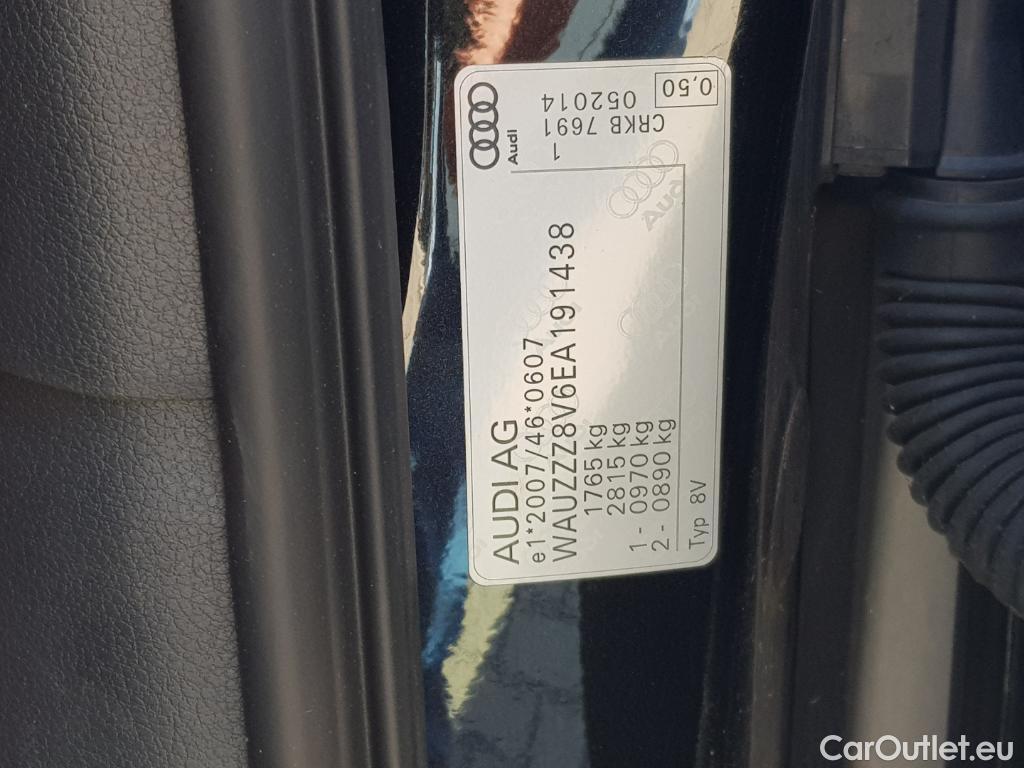 AUDI AG
e1*2007/46*0607
WAUZZZ8V6EA191438
1765 kg
2815 kg
1 - 0970 kg
2 - 0890 kg
Typ 8V
Audi
052014
CRKB 7691
0,50
Audi
CarOutlet.eu